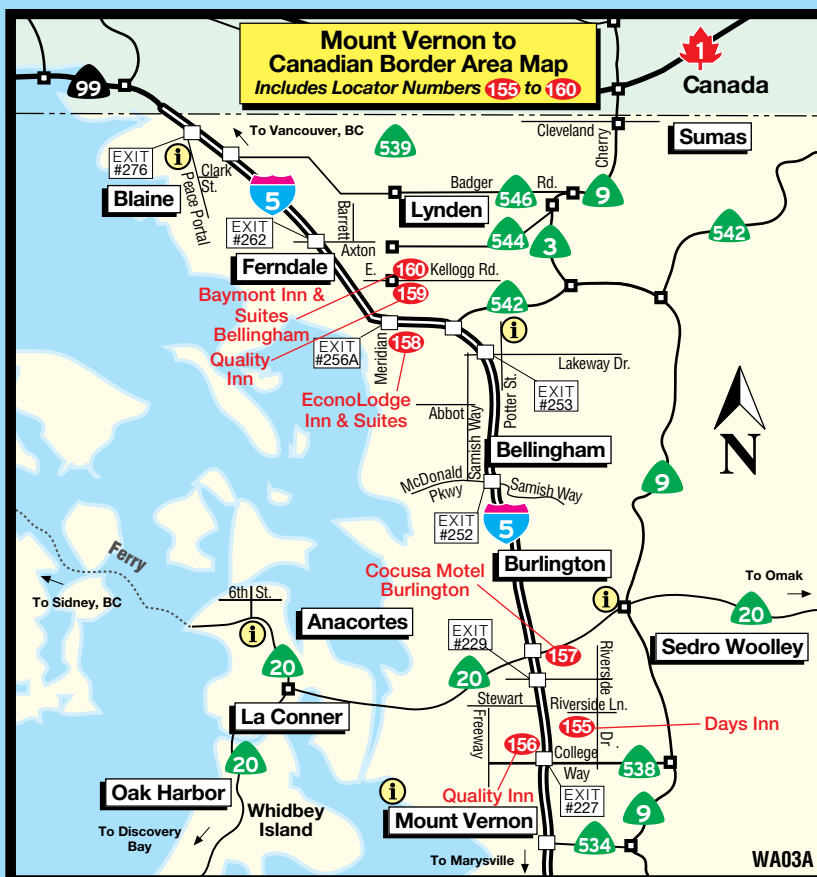 Mount Vernon to
Canadian Border Area Map
Includes Locator Numbers 155 to 160
1
Canada
99
To Vancouver, BC
539
Cleveland
Cherry
Sumas
EXIT
#276
i
Clark
St.
Peace Portal
Blaine
5
Badger Rd.
546
9
Lynden
EXIT
#262
Barrett
Axton
544
3
542
Ferndale
E. Kellogg Rd.
160
159
Baymont Inn &
Suites
Bellingham
542
Quality
Inn
EXIT
#256A
Meridian
158
i
Lakeway Dr.
EconoLodge
Inn & Suites
Potter St.
EXIT
#253
Abbot
Samish Way
N
Bellingham
McDonald
Pkwy
Samish Way
9
EXIT
#252
5
Ferry
Burlington
To Sidney, BC
Cocusa Motel
Burlington
To Omak
6th St.
i
Anacortes
i
20
EXIT
#229
157
Sedro Woolley
20
20
Riverside
Dr.
Stewart
Riverside Ln.
La Conner
Freeway
155
Days Inn
156
College
Way
538
20
Oak Harbor
Quality Inn
EXIT
#227
i
Whidbey
Island
Mount Vernon
9
To Discovery
Bay
534
To Marysville
WA03A